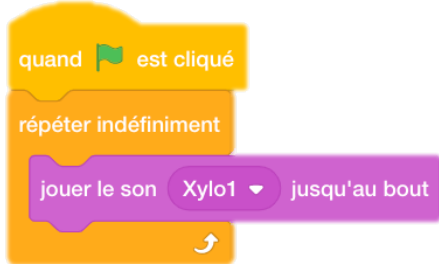 quand est cliqué
répéter indéfiniment
jouer le son Xylo1 jusqu'au bout